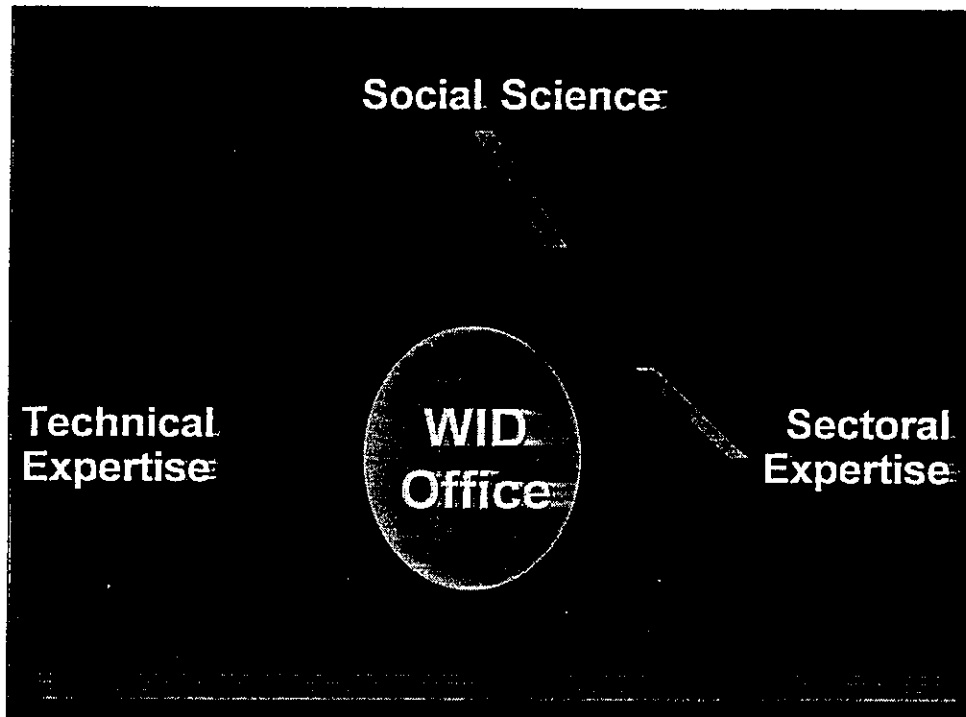 Social Science
Technical
Expertise
WID
Office
Sectoral
Expertise